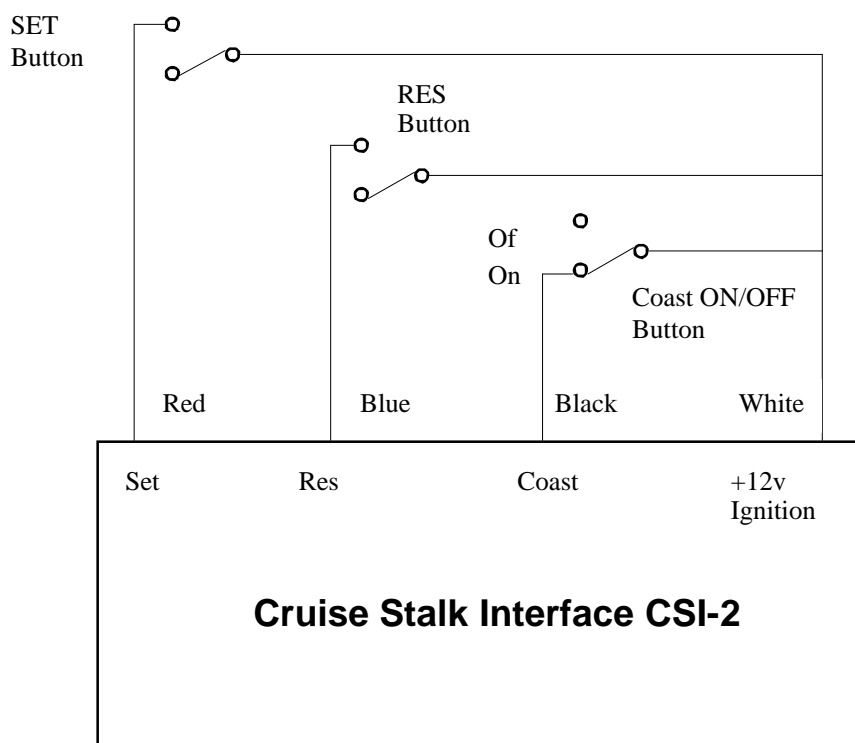 SET
Button
RES
Button
Of
On
Coast ON/OFF
Button
Red
Blue
Black
White
Set
Res
Coast
+12v
Ignition
Cruise Stalk Interface CSI-2